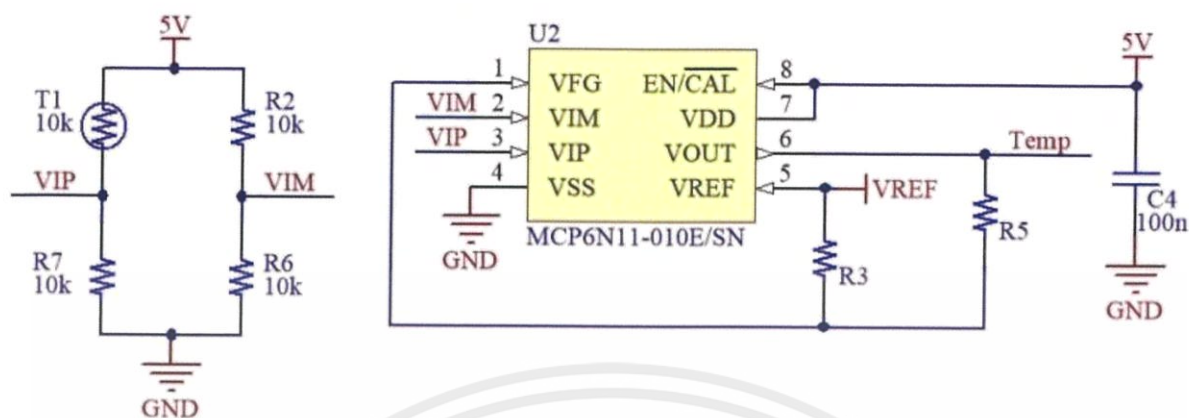 5V
T1
10k
R2
10k
VIP
VIM
R7
10k
R6
10k
GND
U2
1 VFG EN/CAL 8
VIM 2 VIM VDD 7
VIP 3 VIP VOUT 6 Temp
4 VSS VREF 5 VREF
MCP6N11-010E/SN
GND
R3
R5
5V
C4
100n
GND